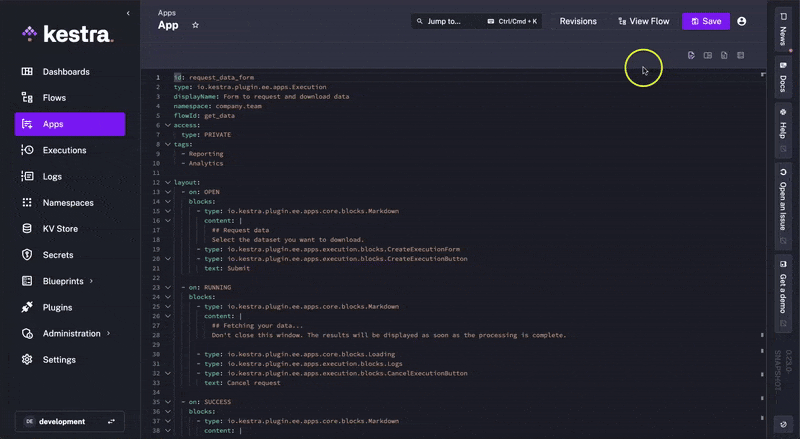 kestra.
Dashboards
Flows
Apps
Executions
Logs
Namespaces
KV Store
Secrets
Blueprints
Plugins
Administration
Settings
DE development
Apps
App
Jump to...
Ctrl/Cmd + K
Revisions
View Flow
Save
1 id: request_data_form
2 type: io.kestra.plugin.ee.apps.Execution
3 displayName: Form to request and download data
4 namespace: company.team
5 flowId: get_data
6 access:
7 type: PRIVATE
8 tags:
9 - Reporting
10 - Analytics
11
12 layout:
13 - on: OPEN
14 blocks:
15 - type: io.kestra.plugin.ee.apps.core.blocks.Markdown
16 content: |
17 ## Request data
18 Select the dataset you want to download.
19 - type: io.kestra.plugin.ee.apps.execution.blocks.CreateExecutionForm
20 - type: io.kestra.plugin.ee.apps.execution.blocks.CreateExecutionButton
21 text: Submit
22
23 - on: RUNNING
24 blocks:
25 - type: io.kestra.plugin.ee.apps.core.blocks.Markdown
26 content: |
27 ## Fetching your data...
28 Don't close this window. The results will be displayed as soon as the processing is complete.
29
30 - type: io.kestra.plugin.ee.apps.core.blocks.Loading
31 - type: io.kestra.plugin.ee.apps.execution.blocks.Logs
32 - type: io.kestra.plugin.ee.apps.execution.blocks.CancelExecutionButton
33 text: Cancel request
34
35 - on: SUCCESS
36 blocks:
37 - type: io.kestra.plugin.ee.apps.core.blocks.Markdown
38 content: |
News
Docs
Help
Open an Issue
Get a demo
0.23.0-SNAPSHOT